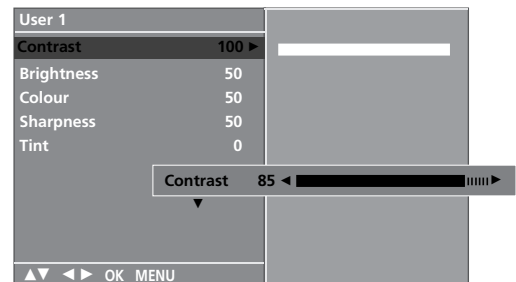 User 1
Contrast 100 ►
Brightness 50
Colour 50
Sharpness 50
Tint 0
Contrast 85 ◄ ►
▼
▲▼ ◄► OK MENU